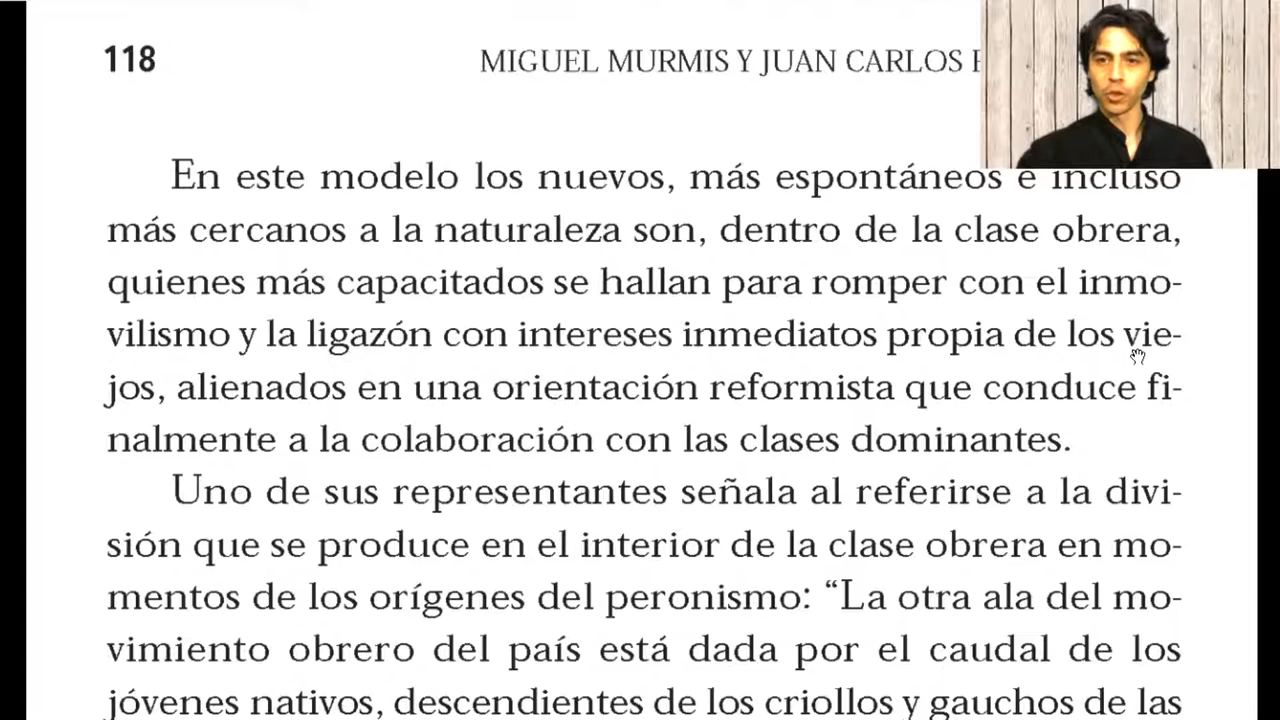 118
MIGUEL MURMIS Y JUAN CARLOS
En este modelo los nuevos, más espontáneos e incluso
más cercanos a la naturaleza son, dentro de la clase obrera,
quienes más capacitados se hallan para romper con el inmo-
vilismo y la ligazón con intereses inmediatos propia de los vie-
jos, alienados en una orientación reformista que conduce fi-
nalmente a la colaboración con las clases dominantes.
Uno de sus representantes señala al referirse a la divi-
sión que se produce en el interior de la clase obrera en mo-
mentos de los orígenes del peronismo: “La otra ala del mo-
vimiento obrero del país está dada por el caudal de los
jóvenes nativos, descendientes de los criollos y gauchos de las